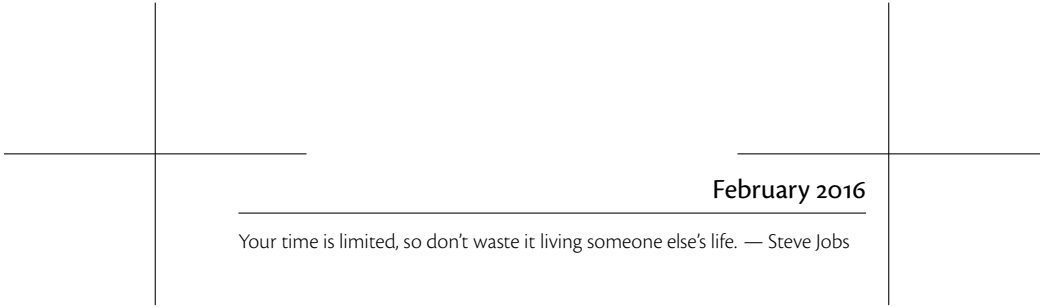 February 2016
Your time is limited, so don’t waste it living someone else’s life. — Steve Jobs